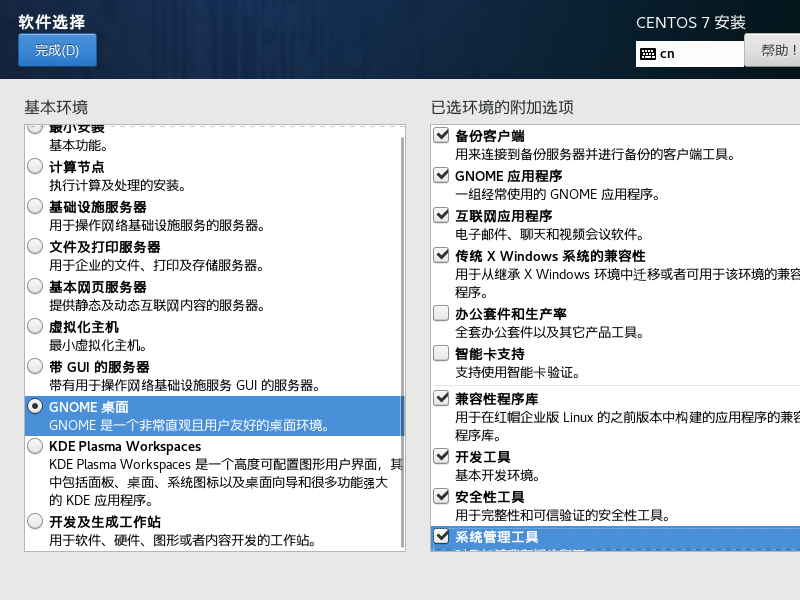 软件选择
完成(D)
CENTOS 7 安装
cn
帮助！
基本环境
最小安装
基本功能。
计算节点
执行计算及处理的安装。
基础设施服务器
用于操作网络基础设施服务的服务器。
文件及打印服务器
用于企业的文件、打印及存储服务器。
基本网页服务器
提供静态及动态互联网内容的服务器。
虚拟化主机
最小虚拟化主机。
带 GUI 的服务器
带有用于操作网络基础设施服务 GUI 的服务器。
GNOME 桌面
GNOME 是一个非常直观且用户友好的桌面环境。
KDE Plasma Workspaces
KDE Plasma Workspaces 是一个高度可配置图形用户界面，其
中包括面板、桌面、系统图标以及桌面向导和很多功能强大
的 KDE 应用程序。
开发及生成工作站
用于软件、硬件、图形或者内容开发的工作站。
已选环境的附加选项
备份客户端
用来连接到备份服务器并进行备份的客户端工具。
GNOME 应用程序
一组经常使用的 GNOME 应用程序。
互联网应用程序
电子邮件、聊天和视频会议软件。
传统 X Windows 系统的兼容性
用于从继承 X Windows 环境中迁移或者可用于该环境的兼容
程序。
办公套件和生产率
全套办公套件以及其它产品工具。
智能卡支持
支持使用智能卡验证。
兼容性程序库
用于在红帽企业版 Linux 的之前版本中构建的应用程序的兼容
程序库。
开发工具
基本开发环境。
安全性工具
用于完整性和可信验证的安全性工具。
系统管理工具